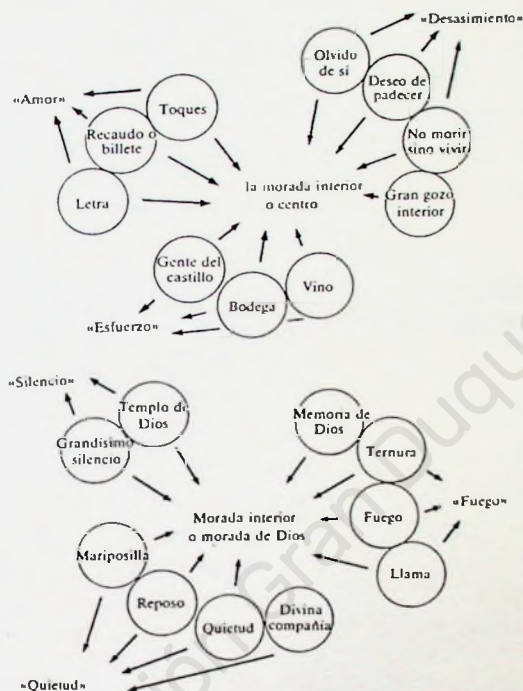 «Desasimiento»
Olvido
de sí
Deseo de
padecer
No morir
sino vivir
Gran gozo
interior
«Amor»
Toques
Recaudo o
billete
Letra
la morada interior
o centro
Gente del
castillo
Bodega
Vino
«Esfuerzo»
«Silencio»
Templo de
Dios
Grandísimo
silencio
Memoria de
Dios
Ternura
Fuego
«Fuego»
Llama
Morada interior
o morada de Dios
Mariposilla
Reposo
Quietud
Divina
compañía
«Quietud»
Gran Duque